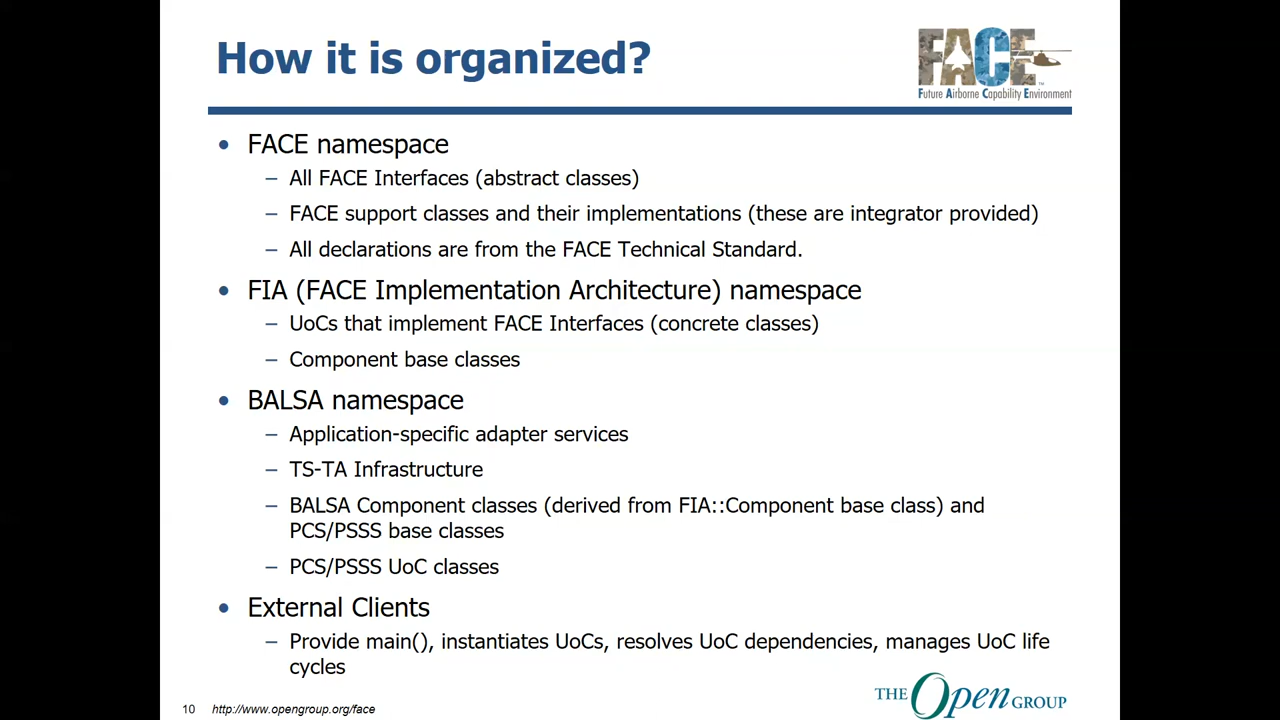 How it is organized?
FACE™
Future Airborne Capability Environment
• FACE namespace
– All FACE Interfaces (abstract classes)
– FACE support classes and their implementations (these are integrator provided)
– All declarations are from the FACE Technical Standard.
• FIA (FACE Implementation Architecture) namespace
– UoCs that implement FACE Interfaces (concrete classes)
– Component base classes
• BALSA namespace
– Application-specific adapter services
– TS-TA Infrastructure
– BALSA Component classes (derived from FIA::Component base class) and
PCS/PSSS base classes
– PCS/PSSS UoC classes
• External Clients
– Provide main(), instantiates UoCs, resolves UoC dependencies, manages UoC life
cycles
10 http://www.opengroup.org/face
THE Open GROUP